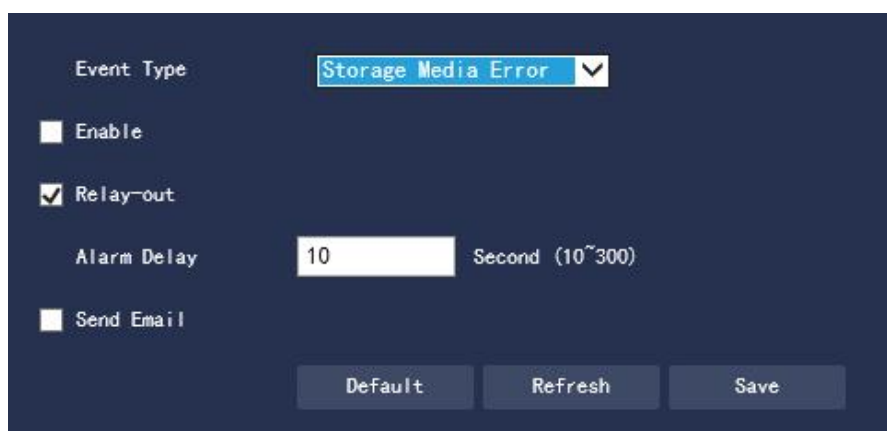 Event Type Storage Media Error
Enable
Relay-out
Alarm Delay 10 Second (10~300)
Send Email
Default Refresh Save